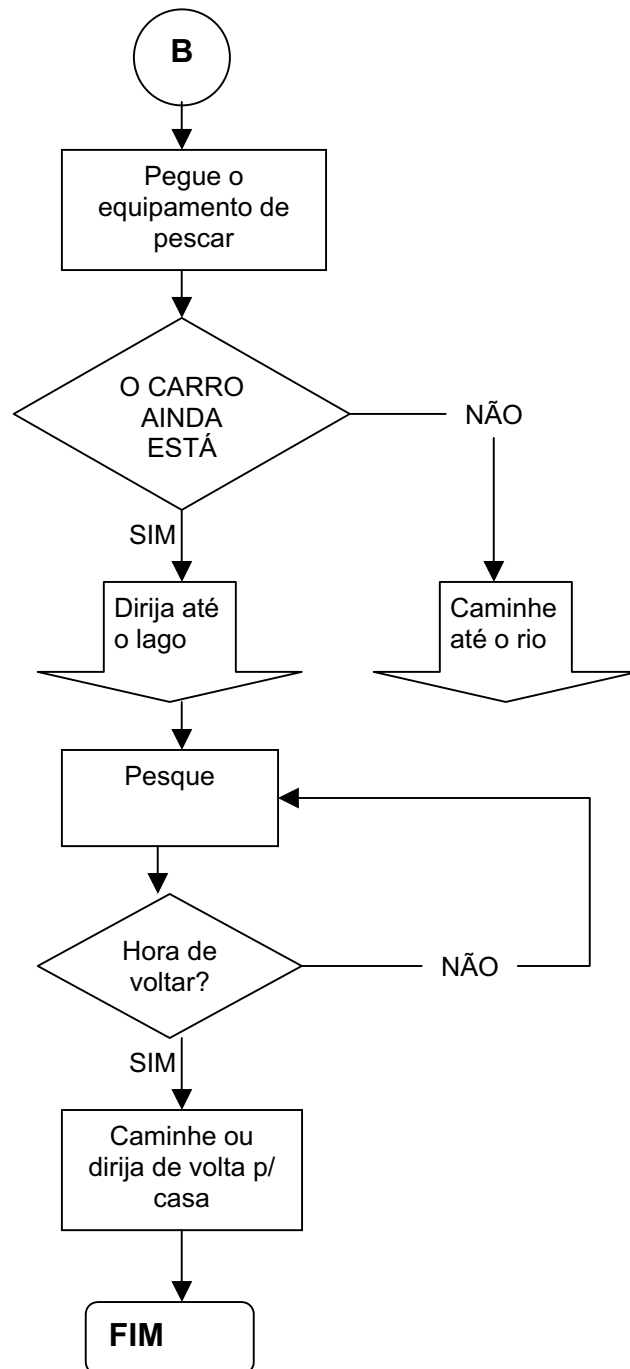 B
Pegue o
equipamento de
pescar
O CARRO
AINDA
ESTÁ
NÃO
SIM
Dirija até
o lago
Caminhe
até o rio
Pesque
Hora de
voltar?
NÃO
SIM
Caminhe ou
dirija de volta p/
casa
FIM